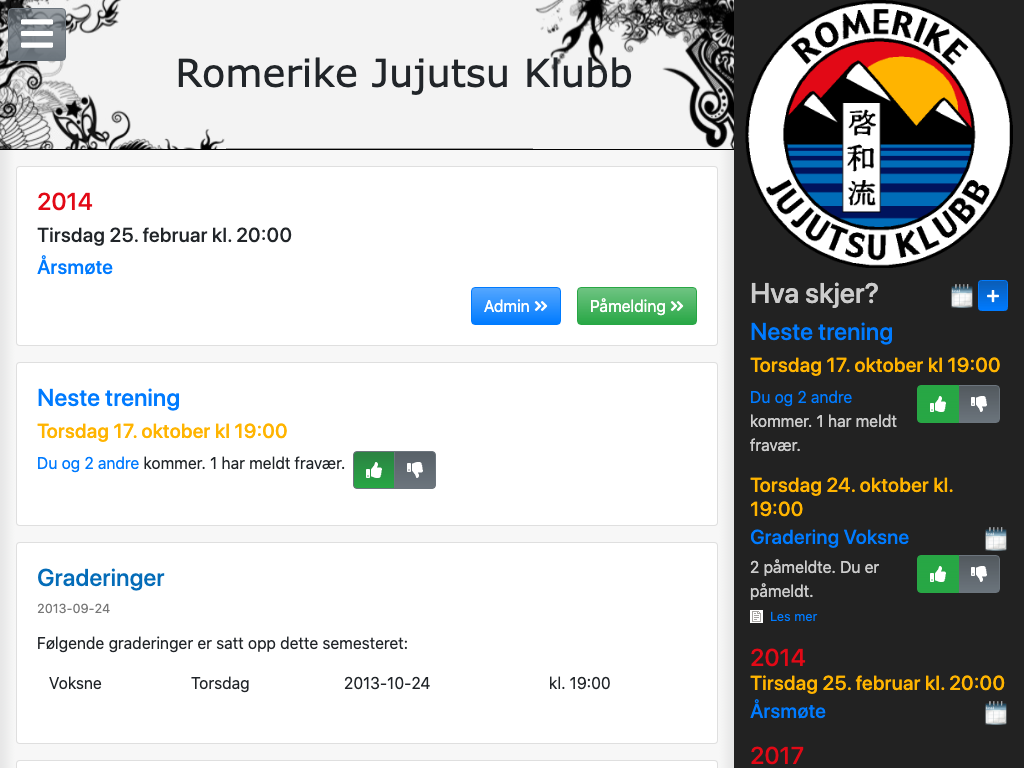 Romerike Jujutsu Klubb
2014
Tirsdag 25. februar kl. 20:00
Årsmøte
Admin »
Påmelding »
Neste trening
Torsdag 17. oktober kl 19:00
Du og 2 andre kommer. 1 har meldt fravær.
Graderinger
2013-09-24
Følgende graderinger er satt opp dette semesteret:
Voksne Torsdag 2013-10-24 kl. 19:00
ROMERIKE
啓和流
JUJUTSU KLUBB
Hva skjer?
+
Neste trening
Torsdag 17. oktober kl 19:00
Du og 2 andre
kommer. 1 har meldt
fravær.
Torsdag 24. oktober kl.
19:00
Gradering Voksne
2 påmeldte. Du er
påmeldt.
Les mer
2014
Tirsdag 25. februar kl. 20:00
Årsmøte
2017